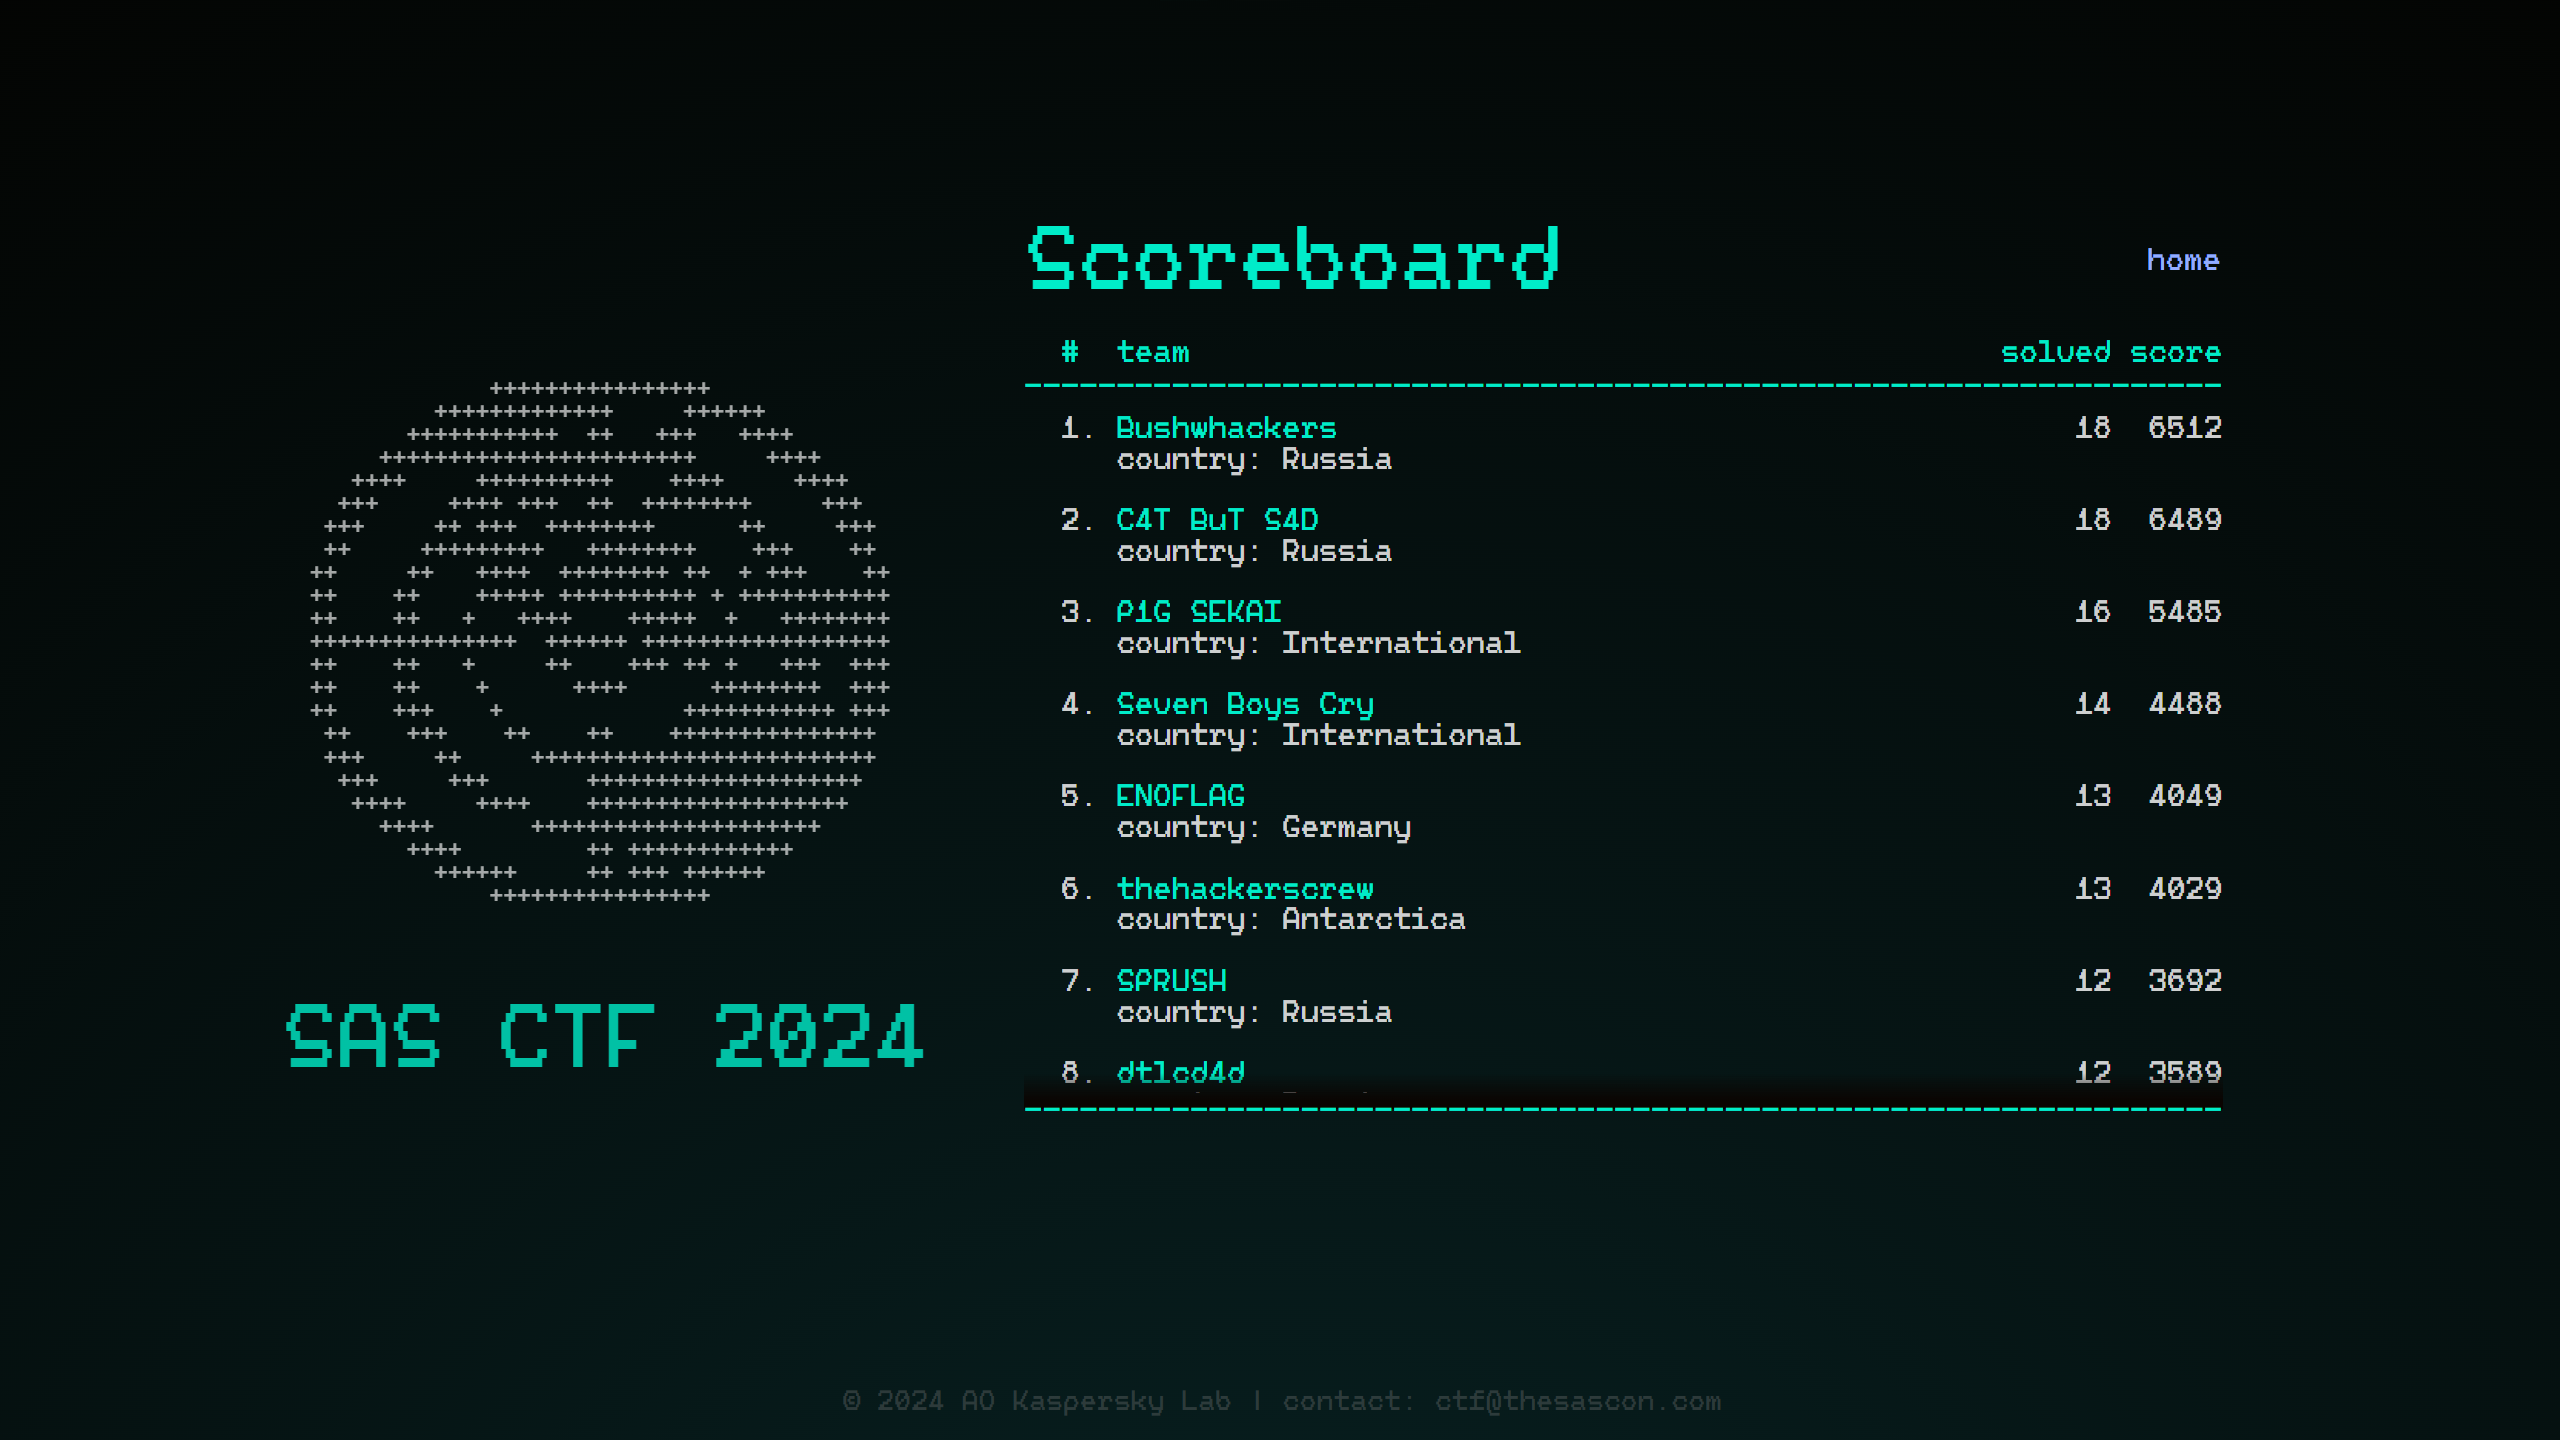 Scoreboard
home
# team solved score
1. Bushwhackers 18 6512
country: Russia
2. C4T BuT S4D 18 6489
country: Russia
3. P1G SEKAI 16 5485
country: International
4. Seven Boys Cry 14 4488
country: International
5. ENOFLAG 13 4049
country: Germany
6. thehackerscrew 13 4029
country: Antarctica
7. SPRUSH 12 3692
country: Russia
8. dtlcd4d 12 3589
SAS CTF 2024
© 2024 AO Kaspersky Lab | contact: ctf@thesascon.com